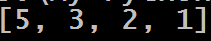 [5, 3, 2, 1]